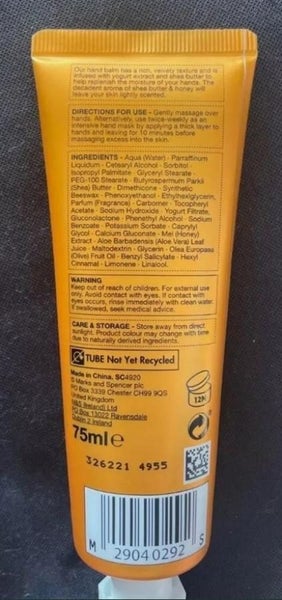 Our hand balm has a rich, velvety texture and is
infused with yogurt extract and shea butter to
help replenish the moisture of your hands. The
decadent aroma of shea butter & honey will
leave your skin lightly scented.
DIRECTIONS FOR USE - Gently massage over
hands. Alternatively, use twice-weekly as an
intensive hand mask by applying a thick layer to
hands and leaving for 10 minutes before
massaging excess into the skin.
INGREDIENTS - Aqua (Water) - Parraffinum
Liquidum - Cetearyl Alcohol - Sorbitol
Isopropyl Palmitate - Glyceryl Stearate -
PEG-100 Stearate - Butyrospermum Parkii
(Shea) Butter - Dimethicone - Synthetic
Beeswax - Phenoxyethanol - Ethylhexylglycerin,
Parfum (Fragrance) - Carbomer - Tocopheryl
Acetate - Sodium Hydroxide - Yogurt Filtrate,
Gluconolactone - Phenethyl Alcohol - Sodium
Benzoate - Potassium Sorbate - Caprylyl
Glycol - Calcium Gluconate - Mel (Honey)
Extract - Aloe Barbadensis (Aloe Vera) Leaf
Juice - Maltodextrin - Glycerin - Olea Europaea
(Olive) Fruit Oil - Benzyl Salicylate - Hexyl
Cinnamal - Limonene - Linalool.
WARNING
Keep out of reach of children. For external use
only. Avoid contact with eyes. If contact with
eyes occurs, rinse immediately with clean water.
If swallowed, seek medical advice.
CARE & STORAGE - Store away from direct
sunlight. Product colour may change with time
due to naturally derived ingredients.
TUBE Not Yet Recycled
Made in China. SC4920
© Marks and Spencer plc
PO Box 3339 Chester CH99 9QS
United Kingdom
M&S (Ireland) Ltd
PO Box 13022 Ravensdale
Dublin 2 Ireland
12M
75ml e
326221 4955
M 29040292 S